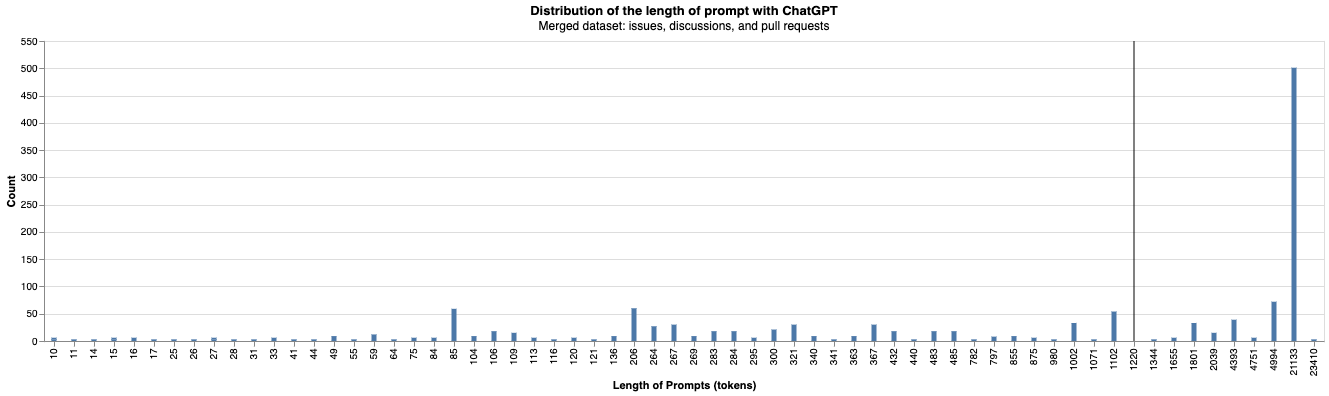 Distribution of the length of prompt with ChatGPT
Merged dataset: issues, discussions, and pull requests
550
500
450
400
350
300
250
200
150
100
50
0
Count
10 11 14 15 16 17 25 26 27 28 31 33 41 44 49 55 59 64 75 84 85 104 106 109 113 116 120 121 136 206 264 267 269 283 284 295 300 321 340 341 363 367 432 440 483 485 782 797 855 875 980 1002 1071 1102 1220 1344 1655 1801 2039 4393 4751 4994 21133 23410
Length of Prompts (tokens)